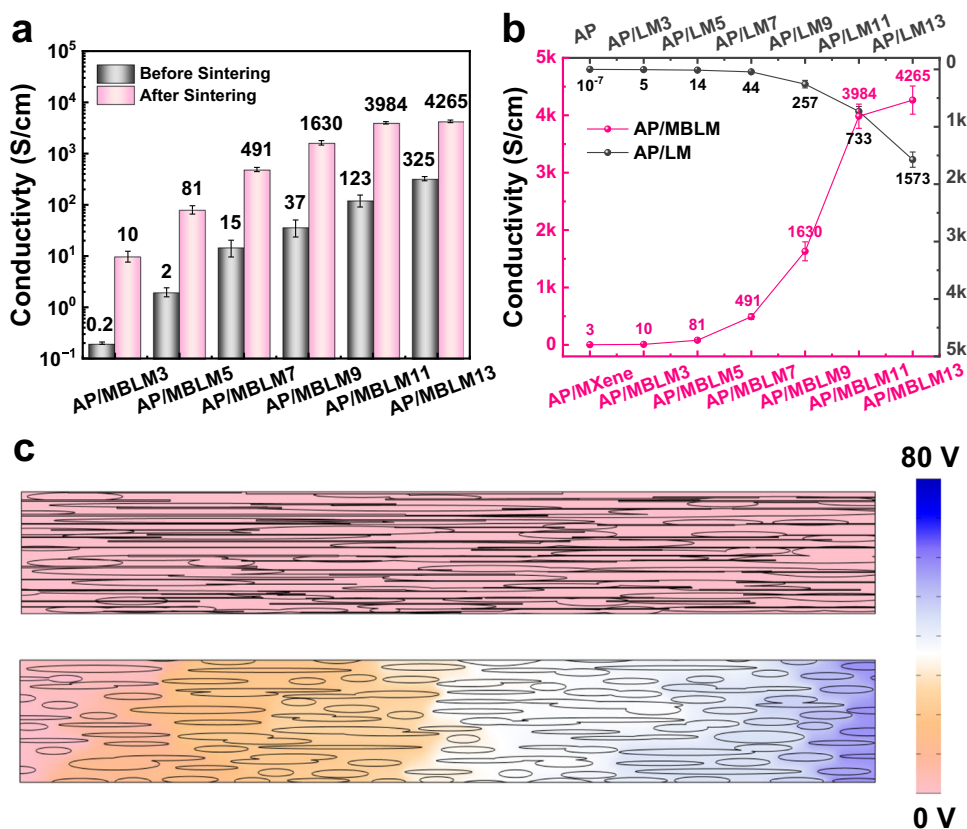 a
Conductivty (S/cm)
10⁵
10⁴
10³
10²
10¹
10⁰
10⁻¹
Before Sintering
After Sintering
0.2
10
2
81
15
491
37
1630
123
3984
325
4265
AP/MBLM3
AP/MBLM5
AP/MBLM7
AP/MBLM9
AP/MBLM11
AP/MBLM13
b
AP
AP/LM3
AP/LM5
AP/LM7
AP/LM9
AP/LM11
AP/LM13
Conductivty (S/cm)
5k
4k
3k
2k
1k
0
0
1k
2k
3k
4k
5k
10⁻⁷
5
14
44
257
733
1573
AP/MBLM
AP/LM
3
10
81
491
1630
3984
4265
AP/MXene
AP/MBLM3
AP/MBLM5
AP/MBLM7
AP/MBLM9
AP/MBLM11
AP/MBLM13
c
80 V
0 V